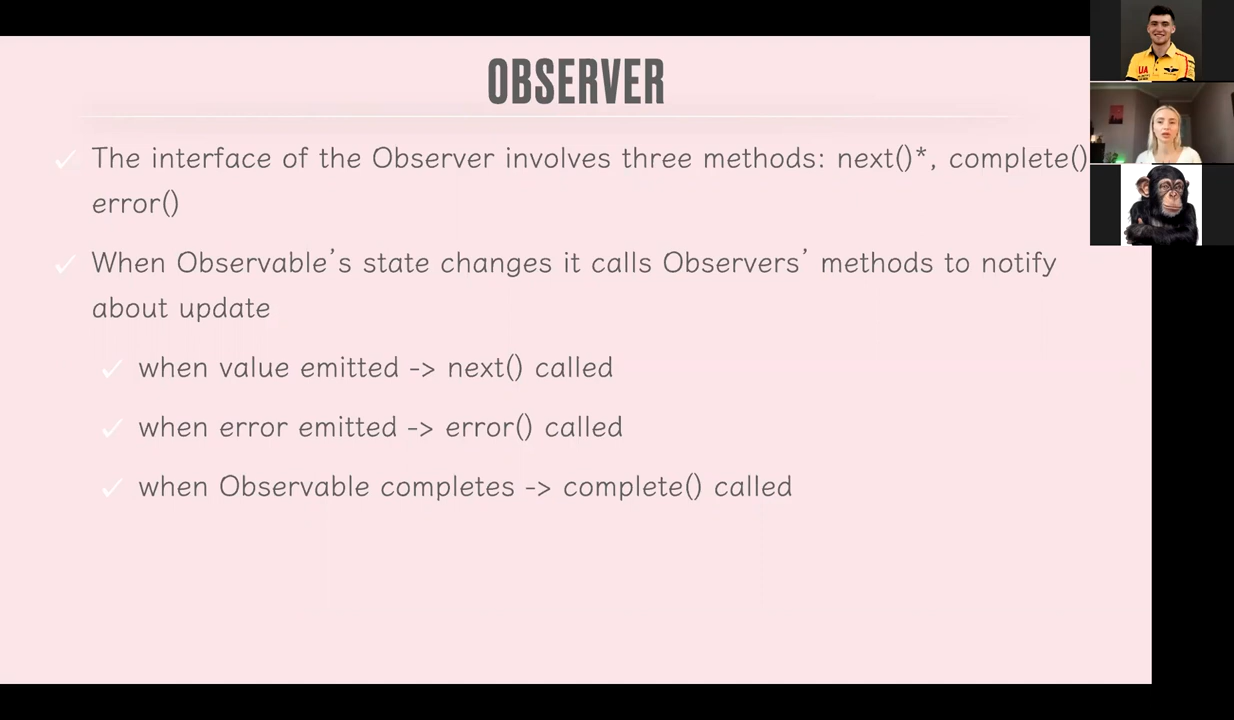 OBSERVER
The interface of the Observer involves three methods: next()*, complete()
error()
When Observable’s state changes it calls Observers’ methods to notify
about update
when value emitted -> next() called
when error emitted -> error() called
when Observable completes -> complete() called
UA